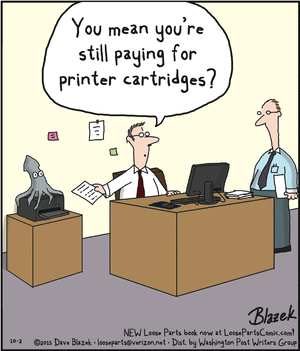 You mean you're
still paying for
printer cartridges?
Blazek
NEW Loose Parts book now at LoosePartsComic.com!
10-2 ©2011 Dave Blazek · looseparts@verizon.net · Dist. by Washington Post Writers Group